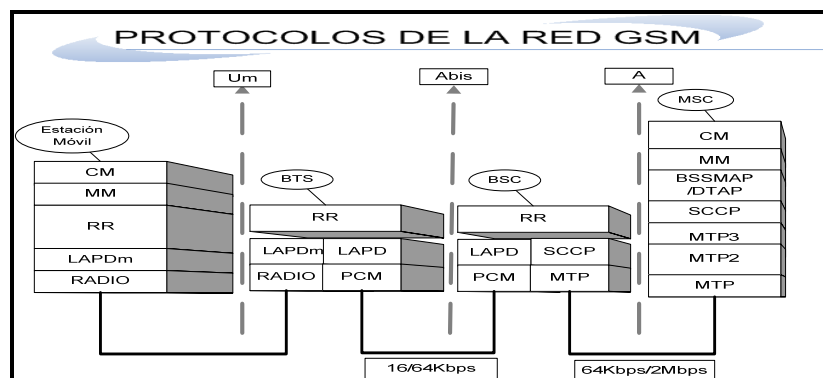 PROTOCOLOS DE LA RED GSM
Um
Abis
A
Estación
Móvil
CM
MM
RR
LAPDm
RADIO
BTS
RR
LAPDm LAPD
RADIO PCM
BSC
RR
LAPD SCCP
PCM MTP
MSC
CM
MM
BSSMAP
/DTAP
SCCP
MTP3
MTP2
MTP
16/64Kbps
64Kbps/2Mbps